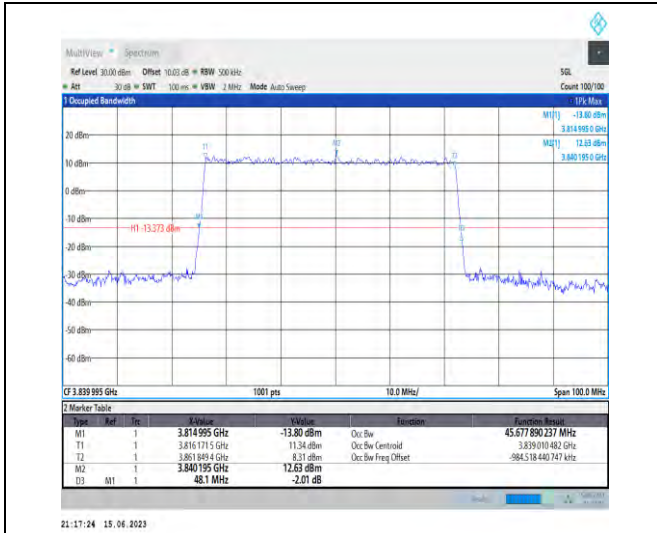 MultiView Spectrum
Ref Level 30.00 dBm Offset 10.03 dB RBW 500 kHz SGL
Att 30 dB SWT 100 ms VBW 2 MHz Mode Auto Sweep Count 100/100
1 Occupied Bandwidth 1Pk Max
M1[1] -13.80 dBm
3.814 995 0 GHz
20 dBm
M2[1] 12.63 dBm
T1 M2 T2
3.840 195 0 GHz
10 dBm
0 dBm
-10 dBm
M1
H1 -13.373 dBm
D3
-20 dBm
-30 dBm
-40 dBm
-50 dBm
-60 dBm
CF 3.839 995 GHz 1001 pts 10.0 MHz/ Span 100.0 MHz
2 Marker Table
Type Ref Trc X-Value Y-Value Function Function Result
M1 1 3.814 995 GHz -13.80 dBm Occ Bw 45.677 890 237 MHz
T1 1 3.816 171 5 GHz 11.34 dBm Occ Bw Centroid 3.839 010 482 GHz
T2 1 3.861 849 4 GHz 8.31 dBm Occ Bw Freq Offset -984.518 440 747 kHz
M2 1 3.840 195 GHz 12.63 dBm
D3 M1 1 48.1 MHz -2.01 dB
21:17:24 15.06.2023